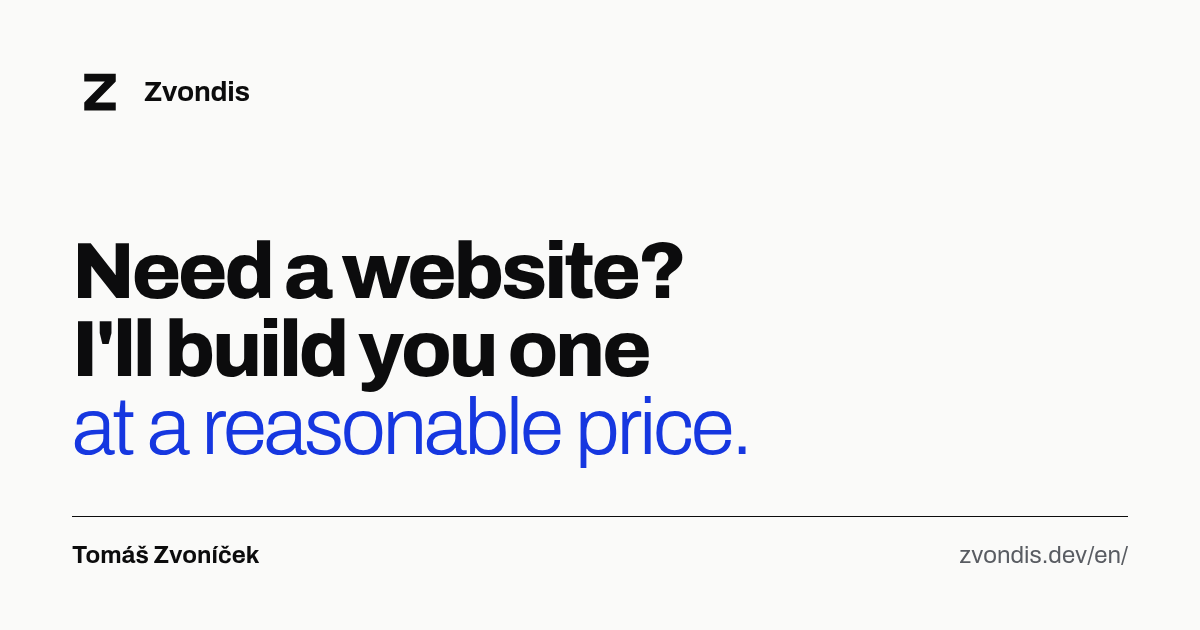 Z Zvondis
Need a website?
I'll build you one
at a reasonable price.
Tomáš Zvoníček
zvondis.dev/en/